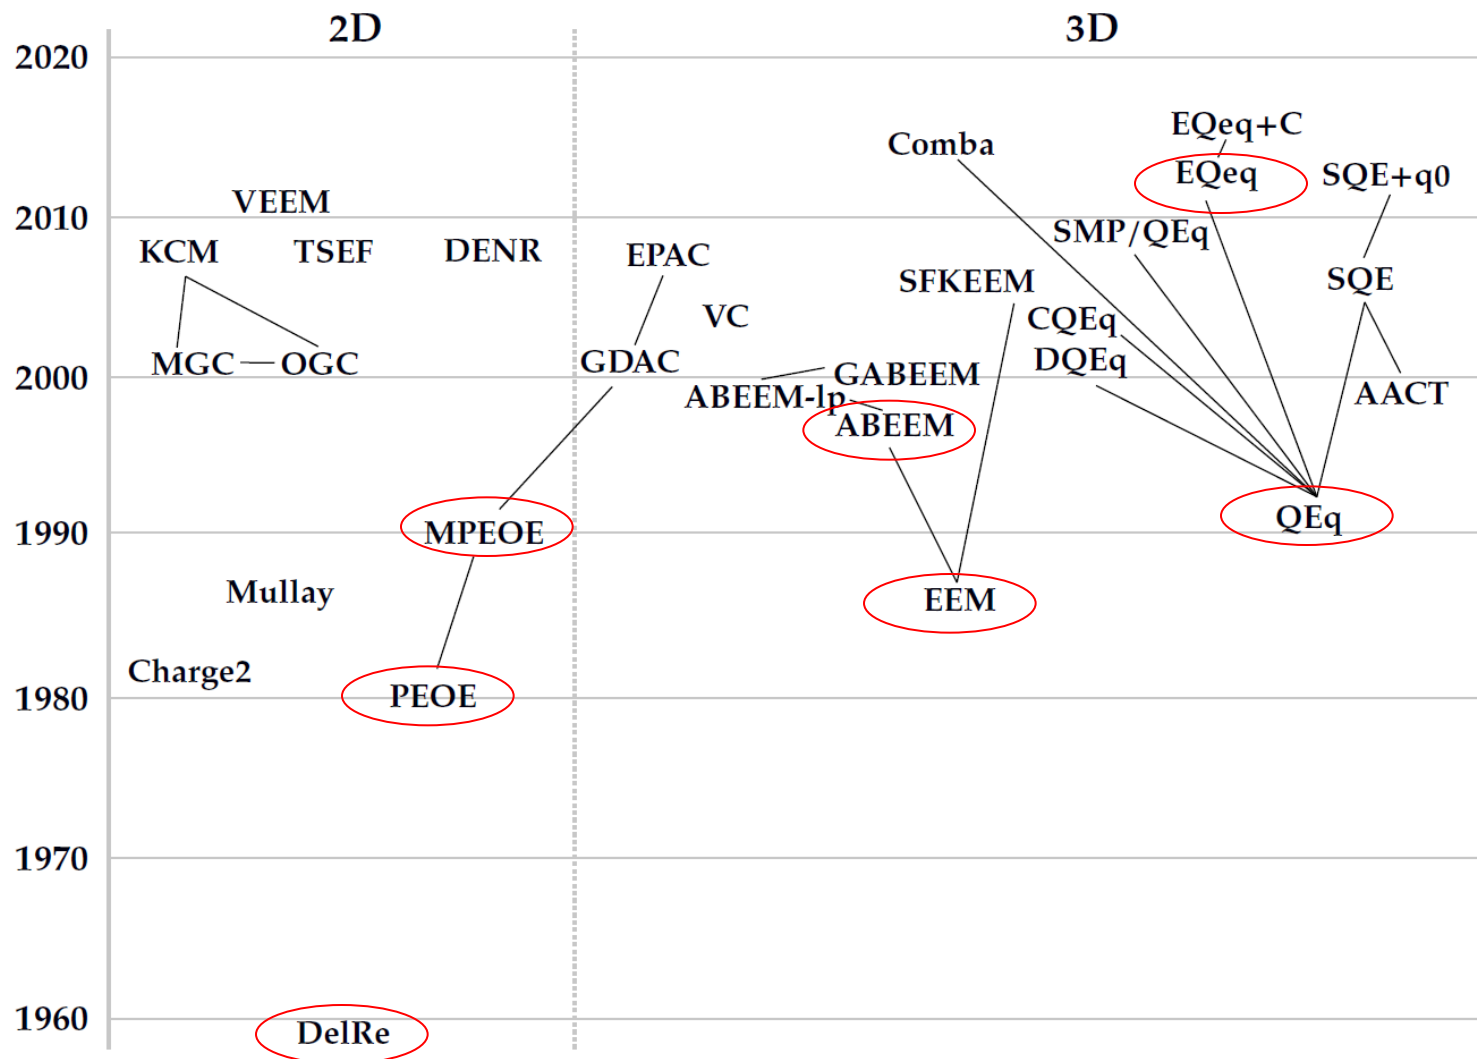 2D
3D
2020
EQeq+C
Comba
EQeq
SQE+q0
VEEM
2010
SMP/QEq
KCM
TSEF
DENR
EPAC
SFKEEM
SQE
VC
CQEq
MGC
OGC
GDAC
DQEq
2000
GABEEM
ABEEM-lp
AACT
ABEEM
QEq
1990
MPEOE
Mullay
EEM
Charge2
1980
PEOE
1970
1960
DelRe